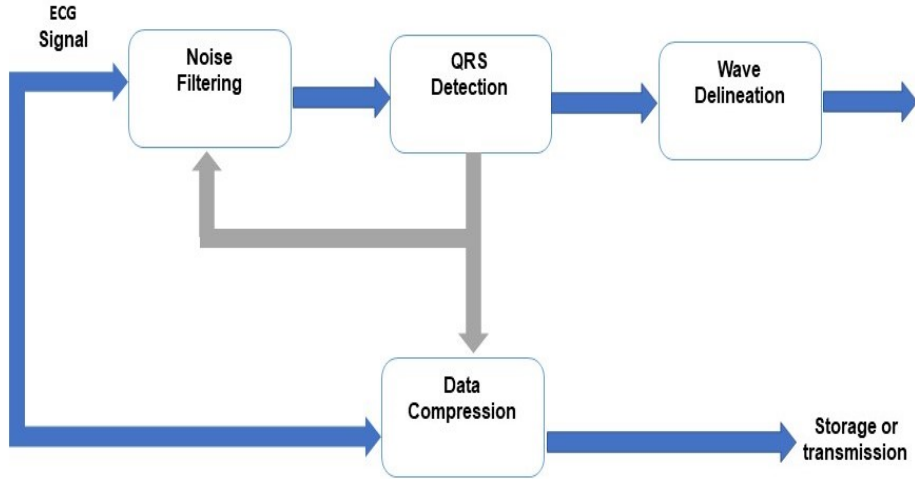 ECG
Signal
Noise
Filtering
QRS
Detection
Wave
Delineation
Data
Compression
Storage or
transmission